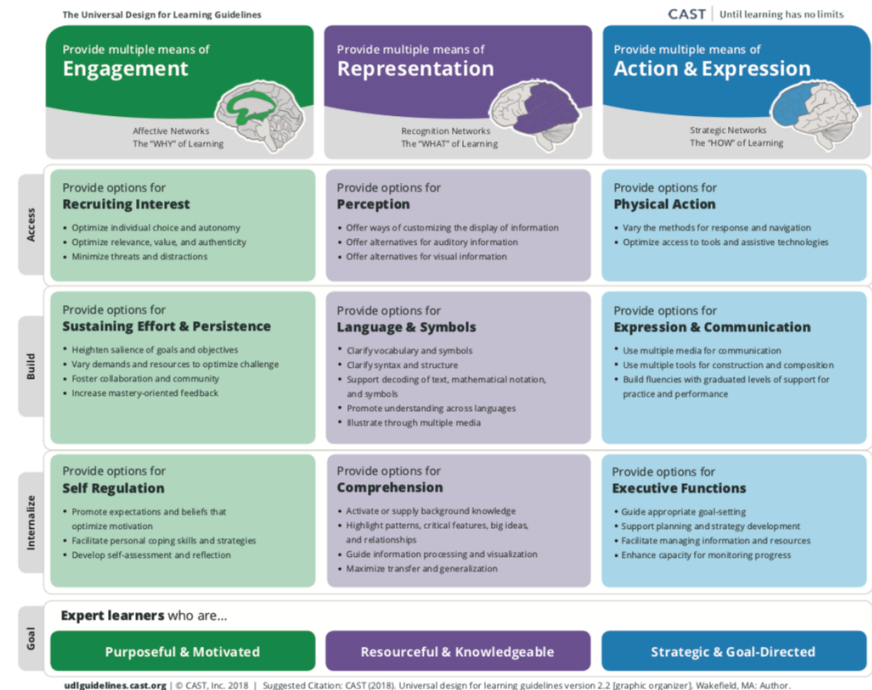 The Universal Design for Learning Guidelines
CAST | Until learning has no limits
Provide multiple means of
Engagement
Affective Networks
The "WHY" of Learning
Provide multiple means of
Representation
Recognition Networks
The "WHAT" of Learning
Provide multiple means of
Action & Expression
Strategic Networks
The "HOW" of Learning
Access
Provide options for
Recruiting Interest
• Optimize individual choice and autonomy
• Optimize relevance, value, and authenticity
• Minimize threats and distractions
Provide options for
Perception
• Offer ways of customizing the display of information
• Offer alternatives for auditory information
• Offer alternatives for visual information
Provide options for
Physical Action
• Vary the methods for response and navigation
• Optimize access to tools and assistive technologies
Build
Provide options for
Sustaining Effort & Persistence
• Heighten salience of goals and objectives
• Vary demands and resources to optimize challenge
• Foster collaboration and community
• Increase mastery-oriented feedback
Provide options for
Language & Symbols
• Clarify vocabulary and symbols
• Clarify syntax and structure
• Support decoding of text, mathematical notation,
and symbols
• Promote understanding across languages
• Illustrate through multiple media
Provide options for
Expression & Communication
• Use multiple media for communication
• Use multiple tools for construction and composition
• Build fluencies with graduated levels of support for
practice and performance
Internalize
Provide options for
Self Regulation
• Promote expectations and beliefs that
optimize motivation
• Facilitate personal coping skills and strategies
• Develop self-assessment and reflection
Provide options for
Comprehension
• Activate or supply background knowledge
• Highlight patterns, critical features, big ideas,
and relationships
• Guide information processing and visualization
• Maximize transfer and generalization
Provide options for
Executive Functions
• Guide appropriate goal-setting
• Support planning and strategy development
• Facilitate managing information and resources
• Enhance capacity for monitoring progress
Goal
Expert learners who are...
Purposeful & Motivated
Resourceful & Knowledgeable
Strategic & Goal-Directed
udlguidelines.cast.org | © CAST, Inc. 2018 | Suggested Citation: CAST (2018). Universal design for learning guidelines version 2.2 [graphic organizer]. Wakefield, MA: Author.